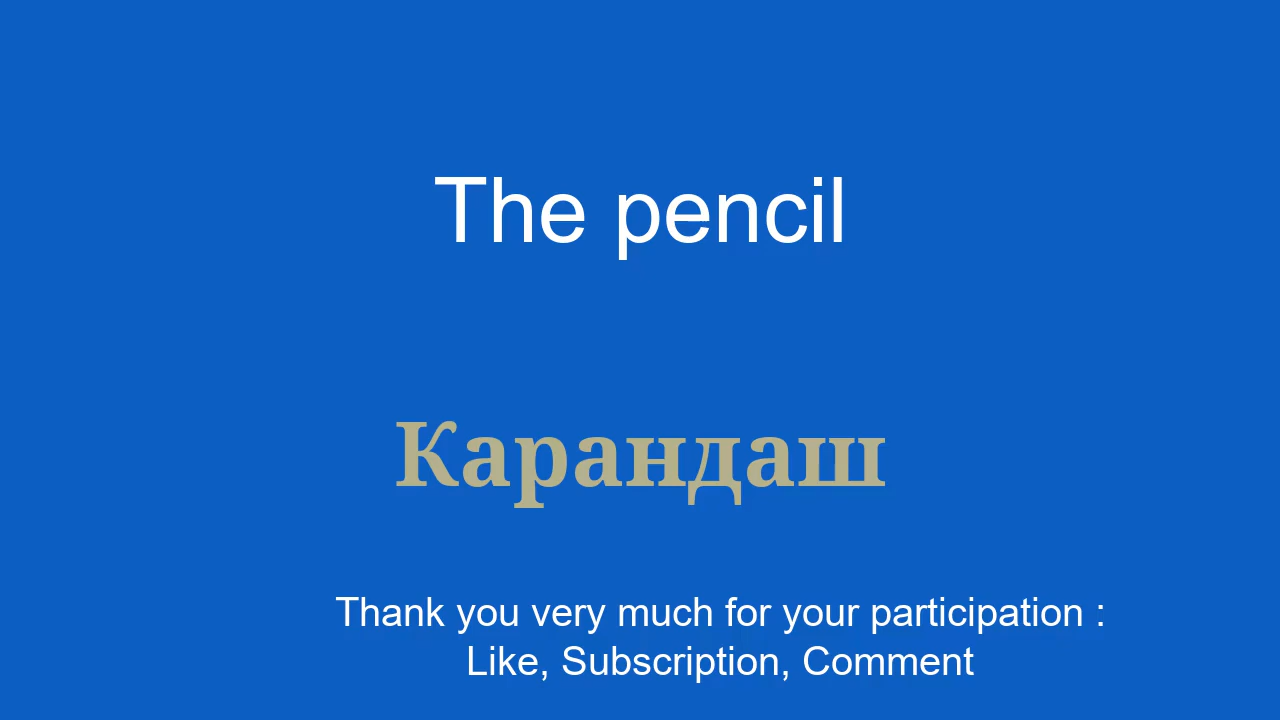 The pencil
Карандаш
Thank you very much for your participation :
Like, Subscription, Comment